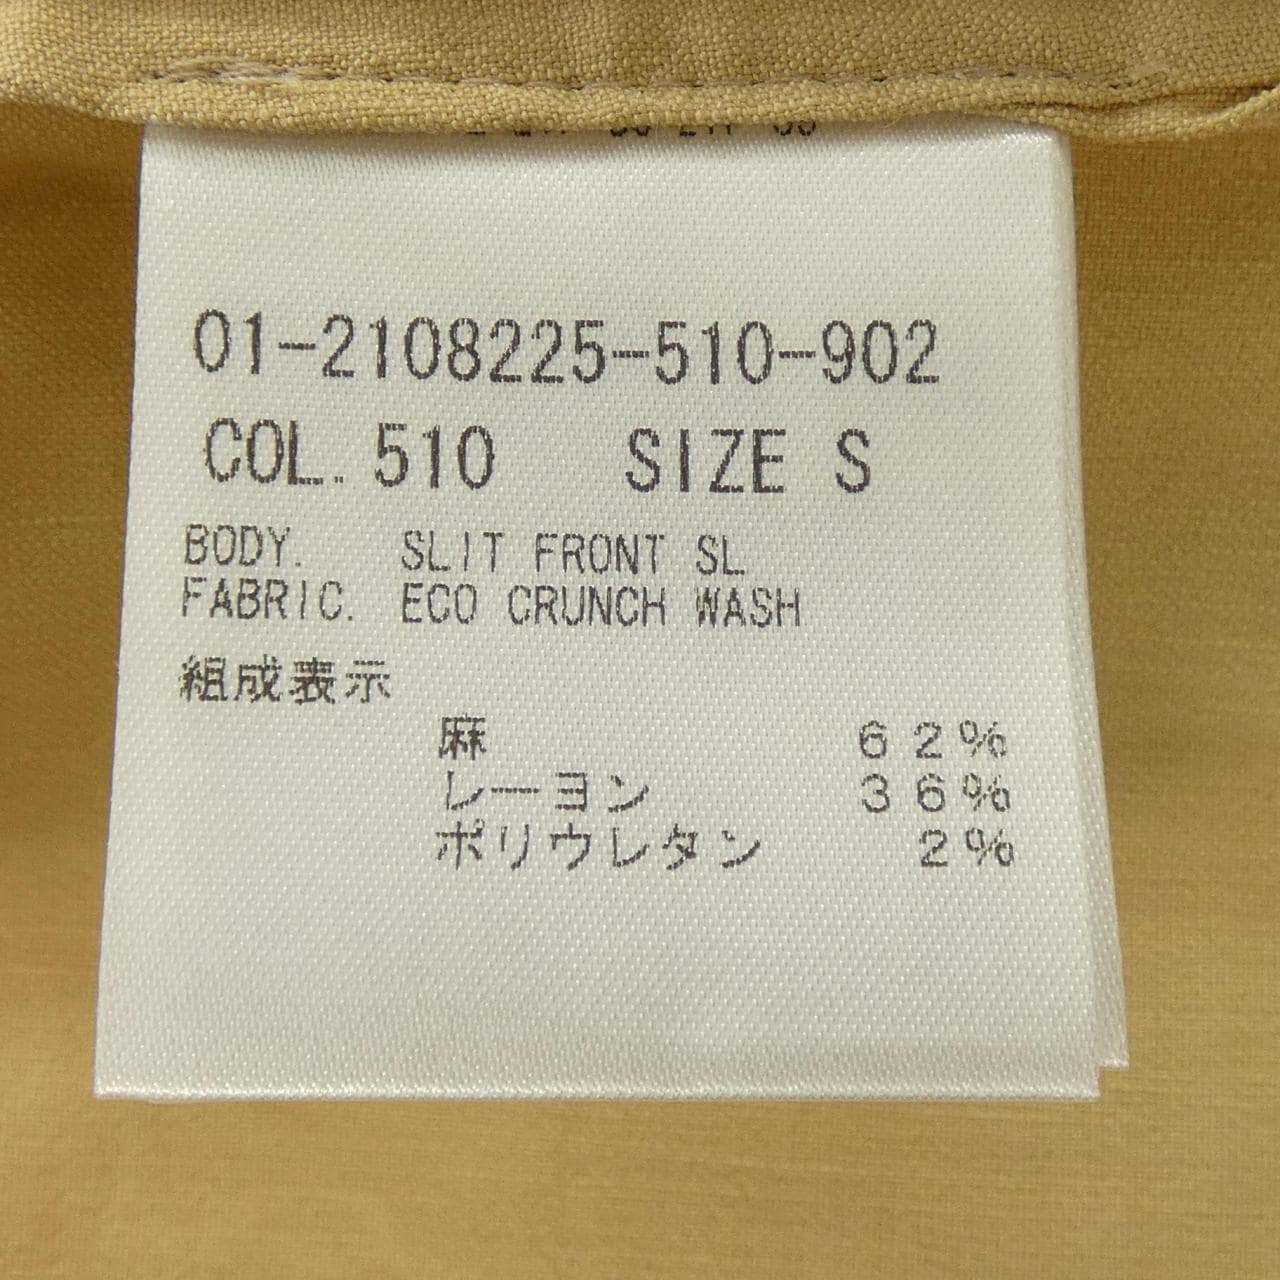 01-2108225-510-902
COL. 510 SIZE S
BODY. SLIT FRONT SL
FABRIC. ECO CRUNCH WASH
組成表示
麻 62%
レーヨン 36%
ポリウレタン 2%